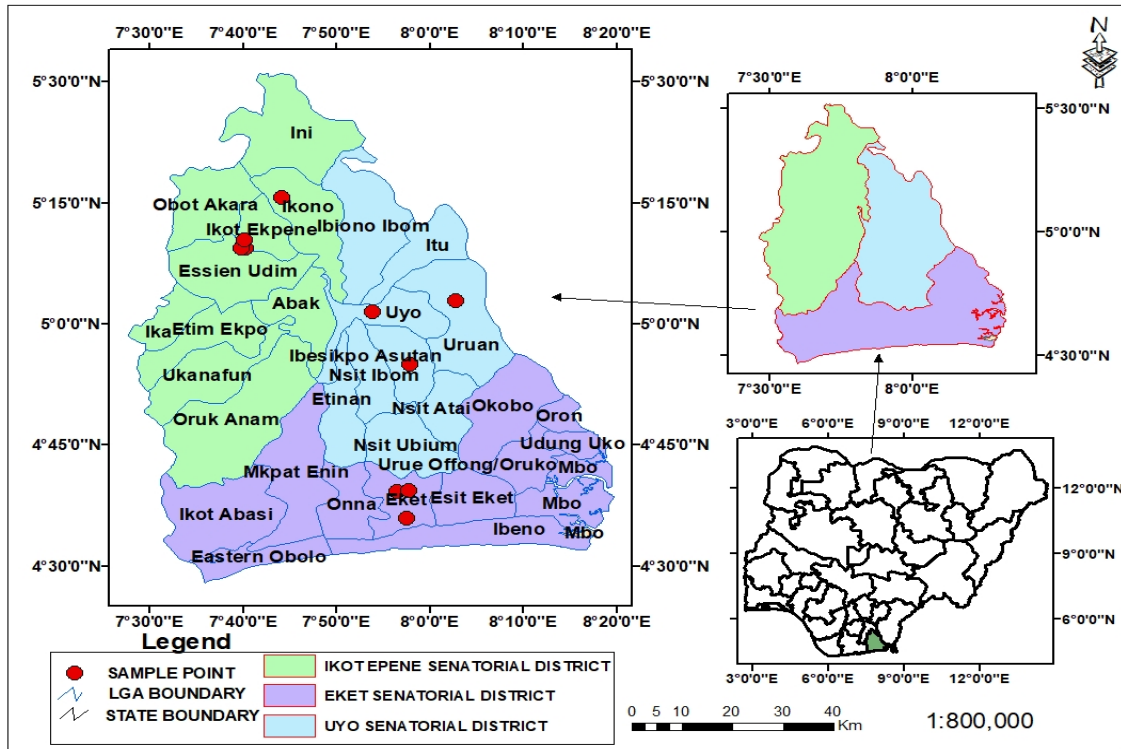 7°30'0"E 7°40'0"E 7°50'0"E 8°0'0"E 8°10'0"E 8°20'0"E
5°30'0"N
5°15'0"N
5°0'0"N
4°45'0"N
4°30'0"N
Ini
Obot Akara
Ikono
Ikot Ekpene
Ibiono Ibom
Itu
Essien Udim
Abak
Uyo
Ika
Etim Ekpo
Uruan
Ibesikpo Asutan
Ukanafun
Nsit Ibom
Etinan
Oruk Anam
Nsit Atai
Okobo
Oron
Nsit Ubium
Udung Uko
Mkpat Enin
Urue Offong/Oruko
Mbo
Ikot Abasi
Onna
Eket
Esit Eket
Mbo
Ibeno
Mbo
Eastern Obolo
5°30'0"N
5°15'0"N
5°0'0"N
4°45'0"N
4°30'0"N
7°30'0"E 7°40'0"E 7°50'0"E 8°0'0"E 8°10'0"E 8°20'0"E
N
7°30'0"E 8°0'0"E
5°30'0"N
5°0'0"N
4°30'0"N
7°30'0"E 8°0'0"E
3°0'0"E 6°0'0"E 9°0'0"E 12°0'0"E
12°0'0"N
9°0'0"N
6°0'0"N
3°0'0"E 6°0'0"E 9°0'0"E 12°0'0"E
Legend
SAMPLE POINT
LGA BOUNDARY
STATE BOUNDARY
IKOT EPENE SENATORIAL DISTRICT
EKET SENATORIAL DISTRICT
UYO SENATORIAL DISTRICT
0 5 10 20 30 40
Km
1:800,000